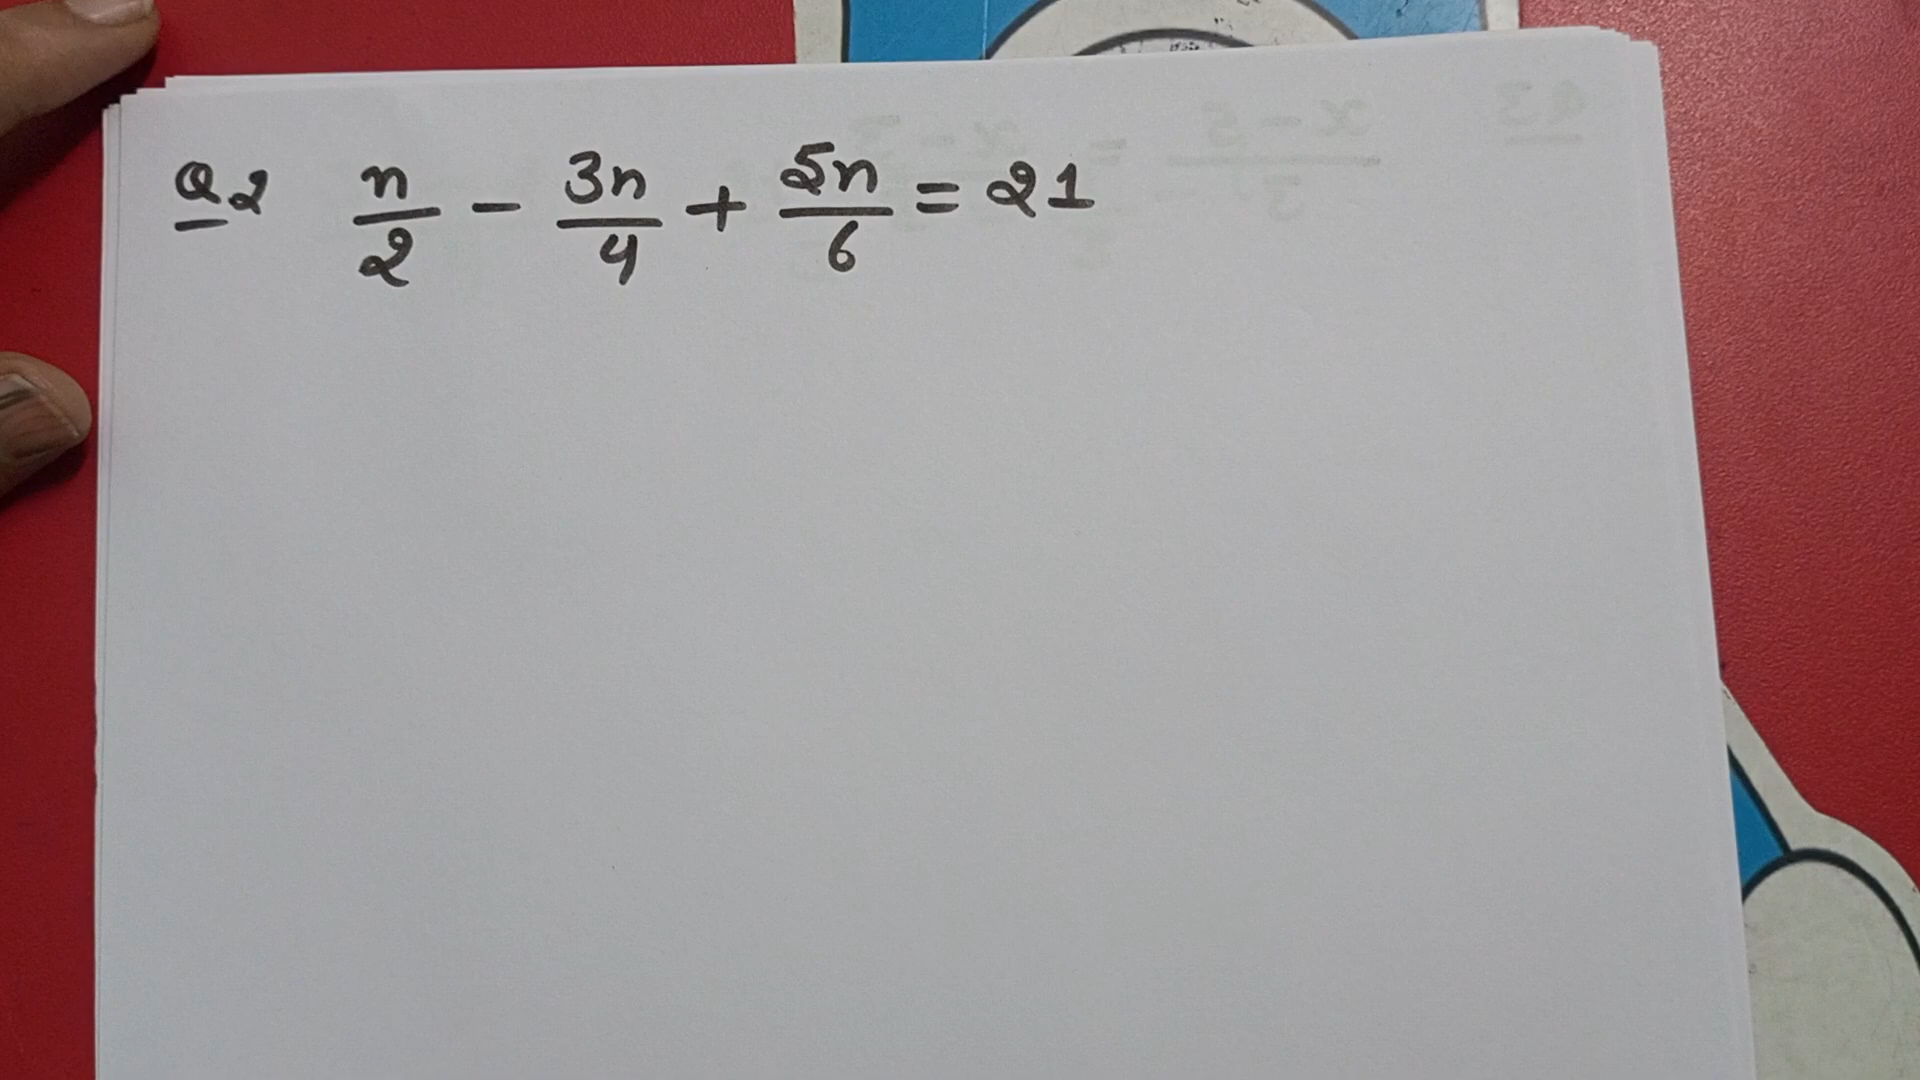 Q2 n/2 - 3n/4 + 5n/6 = 21